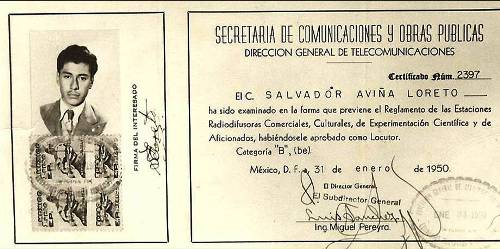 SECRETARIA DE COMUNICACIONES Y OBRAS PUBLICAS
DIRECCION GENERAL DE TELECOMUNICACIONES
Certificado Núm. 2397
El C. SALVADOR AVIÑA LORETO
ha sido examinado en la forma que previene el Reglamento de las Estaciones
Radiodifusoras Comerciales, Culturales, de Experimentación Científica y de
Aficionados, habiéndosele aprobado como Locutor.
Categoría "B", (be)
México, D. F., a 31 de enero de 1950.
El Director General
El Subdirector General
Ing. Miguel Pereyra.
FIRMA DEL INTERESADO